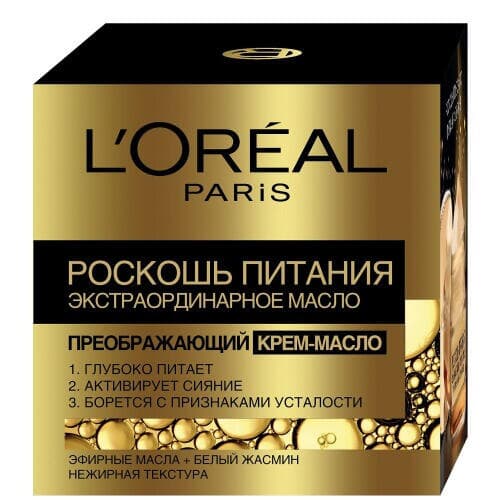 L'ORÉAL
PARiS
РОСКОШЬ ПИТАНИЯ
ЭКСТРАОРДИНАРНОЕ МАСЛО
ПРЕОБРАЖАЮЩИЙ КРЕМ-МАСЛО
1. ГЛУБОКО ПИТАЕТ
2. АКТИВИРУЕТ СИЯНИЕ
3. БОРЕТСЯ С ПРИЗНАКАМИ УСТАЛОСТИ
ЭФИРНЫЕ МАСЛА + БЕЛЫЙ ЖАСМИН
НЕЖИРНАЯ ТЕКСТУРА